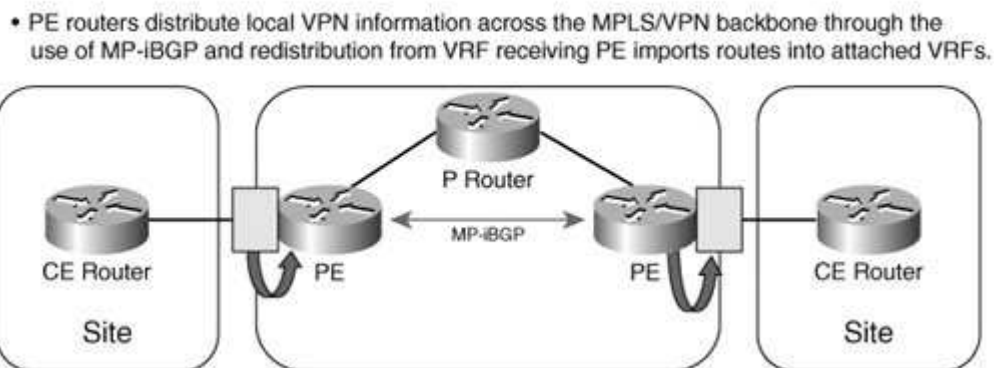 • PE routers distribute local VPN information across the MPLS/VPN backbone through the
use of MP-iBGP and redistribution from VRF receiving PE imports routes into attached VRFs.
P Router
MP-iBGP
CE Router
PE
PE
CE Router
Site
Site